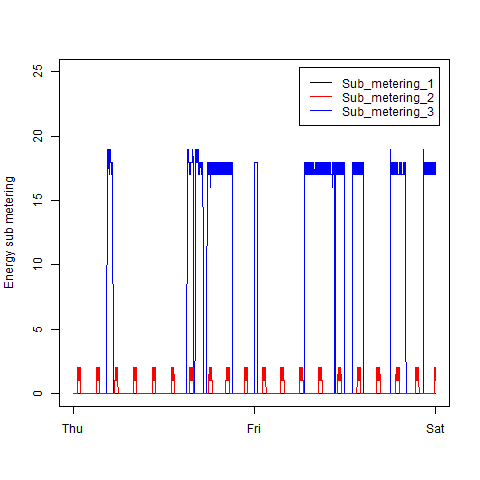 Sub_metering_1
Sub_metering_2
Sub_metering_3
Energy sub metering
25
20
15
10
5
0
Thu Fri Sat